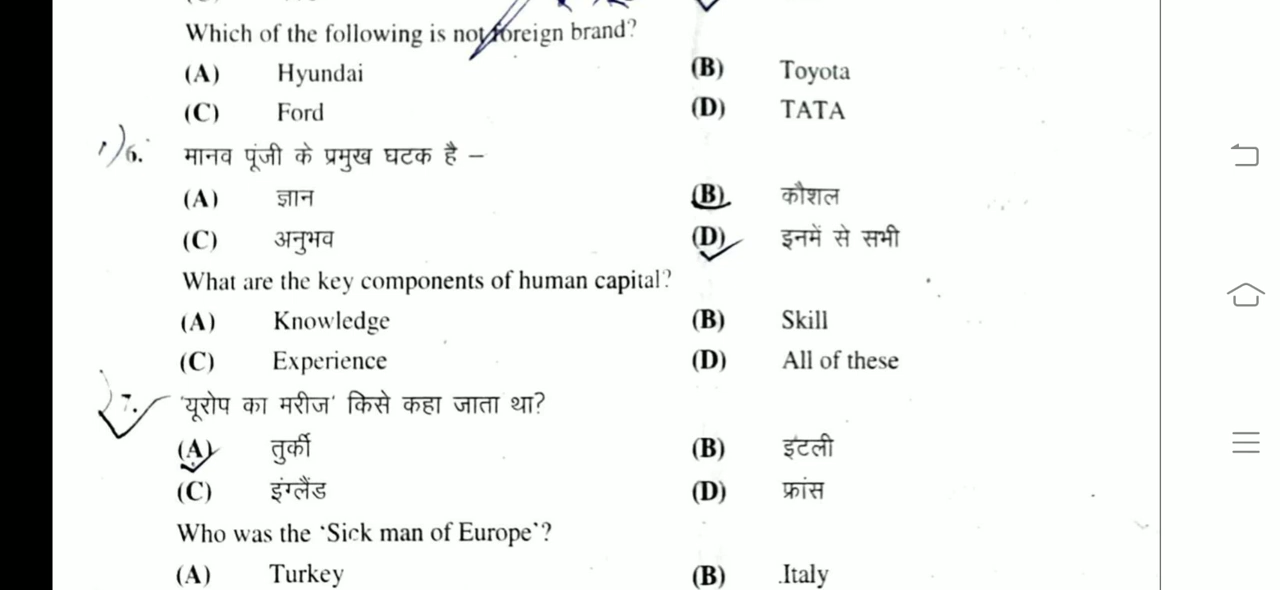 Which of the following is not foreign brand?
(A) Hyundai (B) Toyota
(C) Ford (D) TATA
6. मानव पूंजी के प्रमुख घटक है –
(A) ज्ञान (B) कौशल
(C) अनुभव (D) इनमें से सभी
What are the key components of human capital?
(A) Knowledge (B) Skill
(C) Experience (D) All of these
7. 'यूरोप का मरीज' किसे कहा जाता था?
(A) तुर्की (B) इटली
(C) इंग्लैंड (D) फ्रांस
Who was the 'Sick man of Europe'?
(A) Turkey (B) Italy